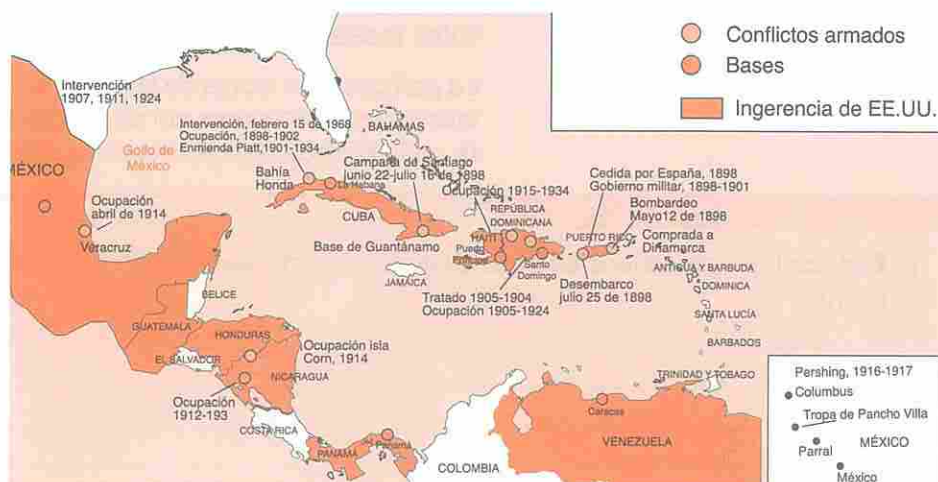 Conflictos armados
Bases
Ingerencia de EE.UU.
Intervención
1907, 1911, 1924
Golfo de
México
MÉXICO
Ocupación
abril de 1914
Veracruz
Intervención, febrero 15 de 1968
Ocupación, 1898-1902
Enmienda Platt,1901-1934
Bahía
Honda
La Habana
CUBA
BAHAMAS
Campaña de Santiago
junio 22-julio 16 de 1898
Base de Guantánamo
Ocupación 1915-1934
REPÚBLICA
DOMINICANA
HAITÍ
Puerto
Príncipe
Santo
Domingo
JAMAICA
Tratado 1905-1904
Ocupación 1905-1924
Cedida por España, 1898
Gobierno militar, 1898-1901
Bombardeo
Mayo12 de 1898
PUERTO RICO
Comprada a
Dinamarca
Desembarco
julio 25 de 1898
ANTIGUA Y BARBUDA
DOMINICA
SANTA LUCÍA
BARBADOS
TRINIDAD Y TOBAGO
BELICE
GUATEMALA
HONDURAS
EL SALVADOR
Ocupación isla
Corn, 1914
NICARAGUA
Ocupación
1912-193
COSTA RICA
PANAMÁ
Panamá
COLOMBIA
Caracas
VENEZUELA
Pershing, 1916-1917
Columbus
Tropa de Pancho Villa
Parral
MÉXICO
México